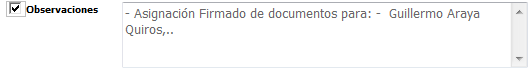 Observaciones
- Asignación Firmado de documentos para: - Guillermo Araya
Quiros,..